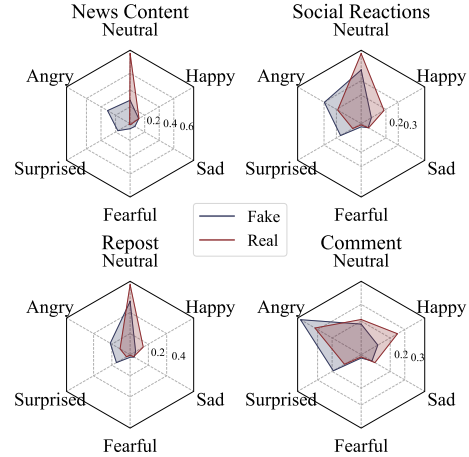 News Content
Neutral
Angry
Happy
0.2 0.4 0.6
Surprised
Sad
Fearful
Social Reactions
Neutral
Angry
Happy
0.2 0.3
Surprised
Sad
Fearful
Fake
Real
Repost
Neutral
Angry
Happy
0.2 0.4
Surprised
Sad
Fearful
Comment
Neutral
Angry
Happy
0.2 0.3
Surprised
Sad
Fearful